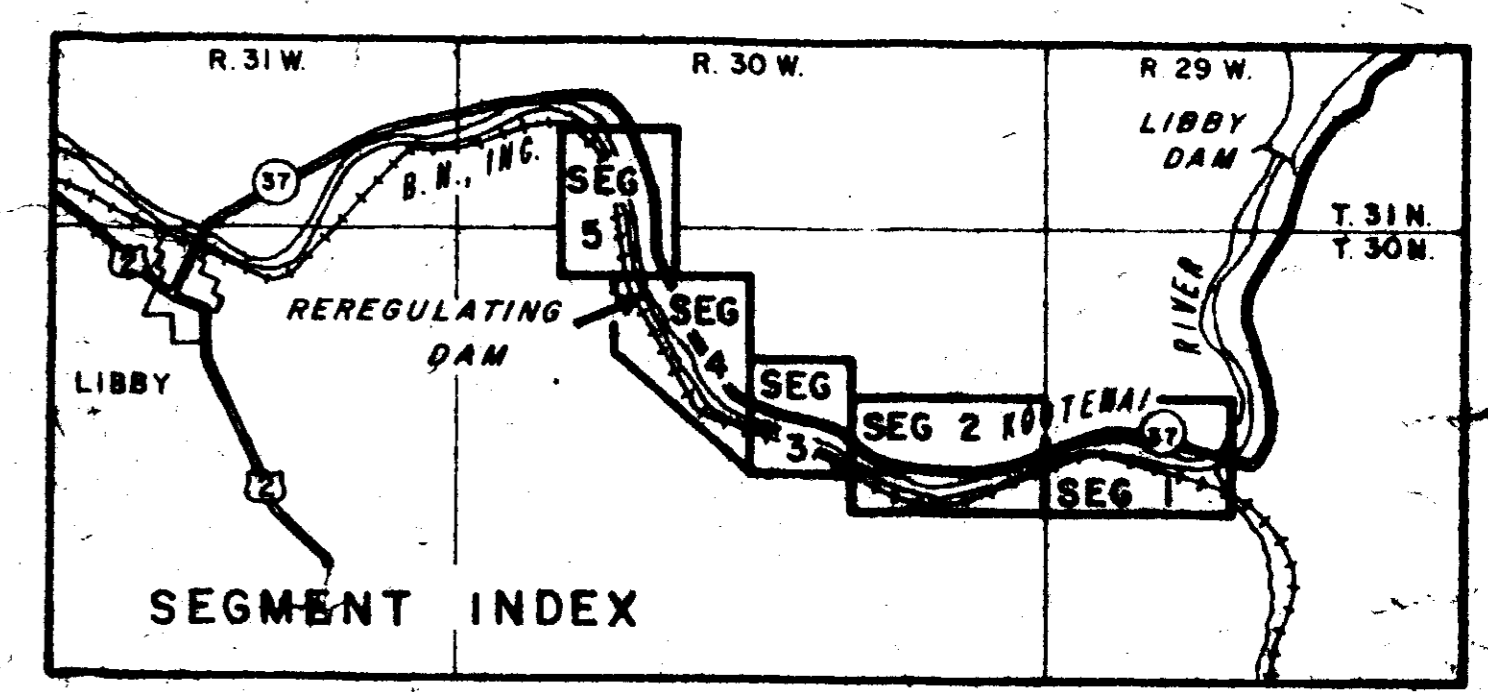 R. 31 W.
R. 30 W.
R. 29 W.
LIBBY
DAM
37
B. N., INC.
SEG
5
T. 31 N.
T. 30 N.
2
REREGULATING
DAM
SEG
4
RIVER
LIBBY
SEG
3
SEG 2
KOOTENAI
37
SEG 1
2
SEGMENT INDEX